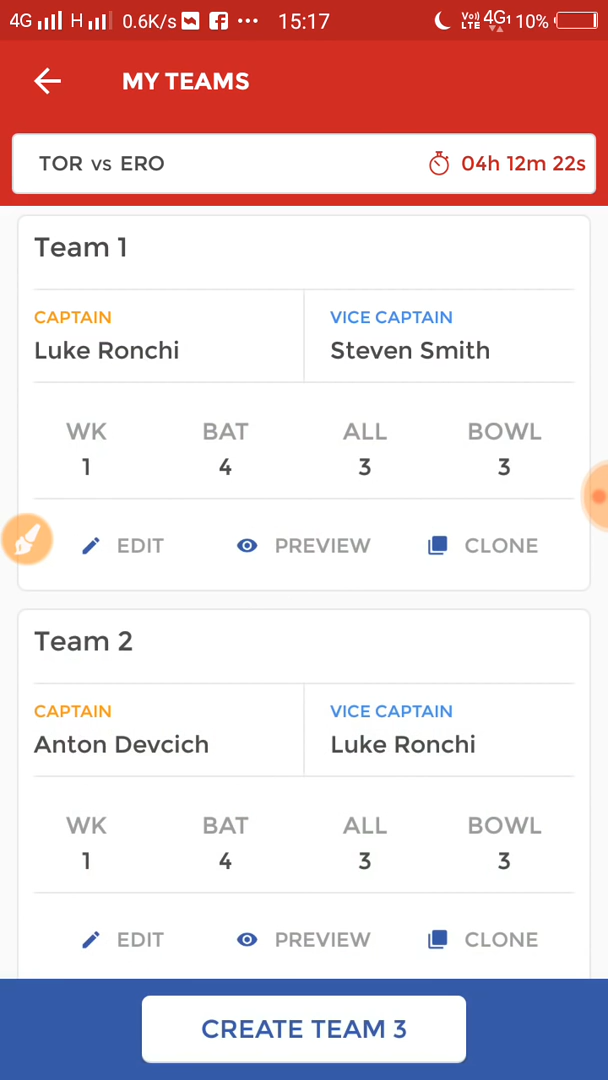 4G H 0.6K/s ... 15:17 Vo) LTE 4G1 10%
MY TEAMS
TOR vs ERO 04h 12m 22s
Team 1
CAPTAIN VICE CAPTAIN
Luke Ronchi Steven Smith
WK BAT ALL BOWL
1 4 3 3
EDIT PREVIEW CLONE
Team 2
CAPTAIN VICE CAPTAIN
Anton Devcich Luke Ronchi
WK BAT ALL BOWL
1 4 3 3
EDIT PREVIEW CLONE
CREATE TEAM 3